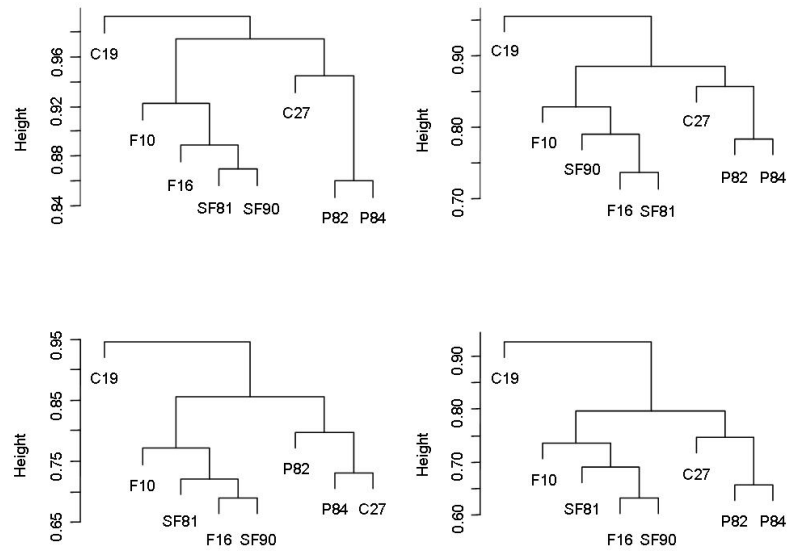 Height
0.96
0.92
0.88
0.84
C19
F10
F16
SF81 SF90
C27
P82 P84
Height
0.90
0.80
0.70
C19
F10
SF90
F16 SF81
C27
P82 P84
Height
0.95
0.85
0.75
0.65
C19
F10
SF81
F16 SF90
P82
P84 C27
Height
0.90
0.80
0.70
0.60
C19
F10
SF81
F16 SF90
C27
P82 P84